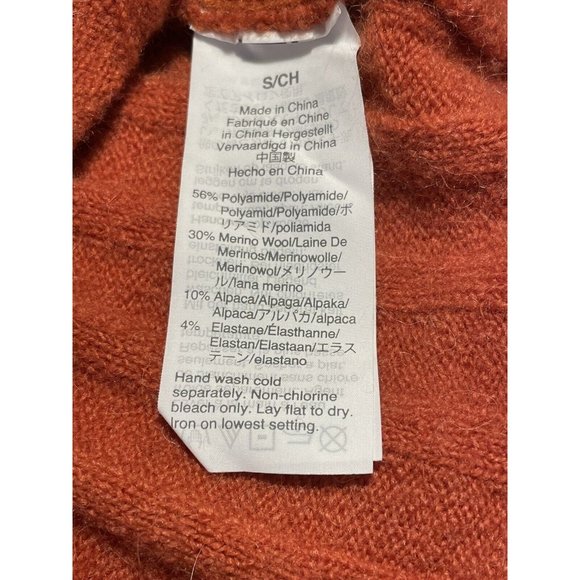 S/CH
Made in China
Fabriqué en Chine
in China Hergestellt
Vervaardigd in China
中国製
Hecho en China
56% Polyamide/Polyamide/
Polyamid/Polyamide/ポ
リアミド/poliamida
30% Merino Wool/Laine De
Merinos/Merinowolle/
Merinowol/メリノウー
ル/lana merino
10% Alpaca/Alpaga/Alpaka/
Alpaca/アルパカ/alpaca
4% Elastane/Élasthanne/
Elastan/Elastaan/エラス
テーン/elastano
Hand wash cold
separately. Non-chlorine
bleach only. Lay flat to dry.
Iron on lowest setting.